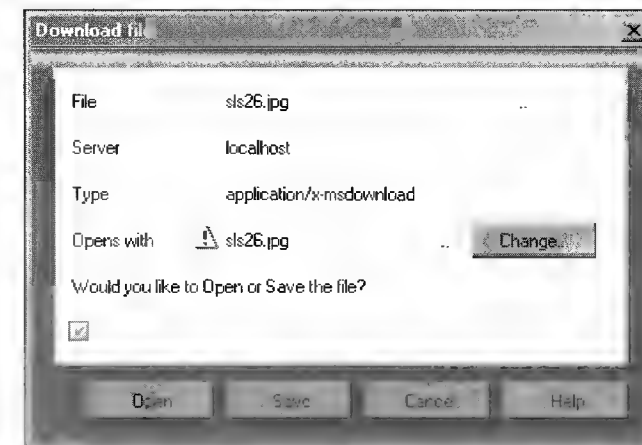 Download fil
File sls26.jpg ..
Server localhost
Type application/x-msdownload
Opens with sls26.jpg .. Change...
Would you like to Open or Save the file?
Open Save Cancel Help